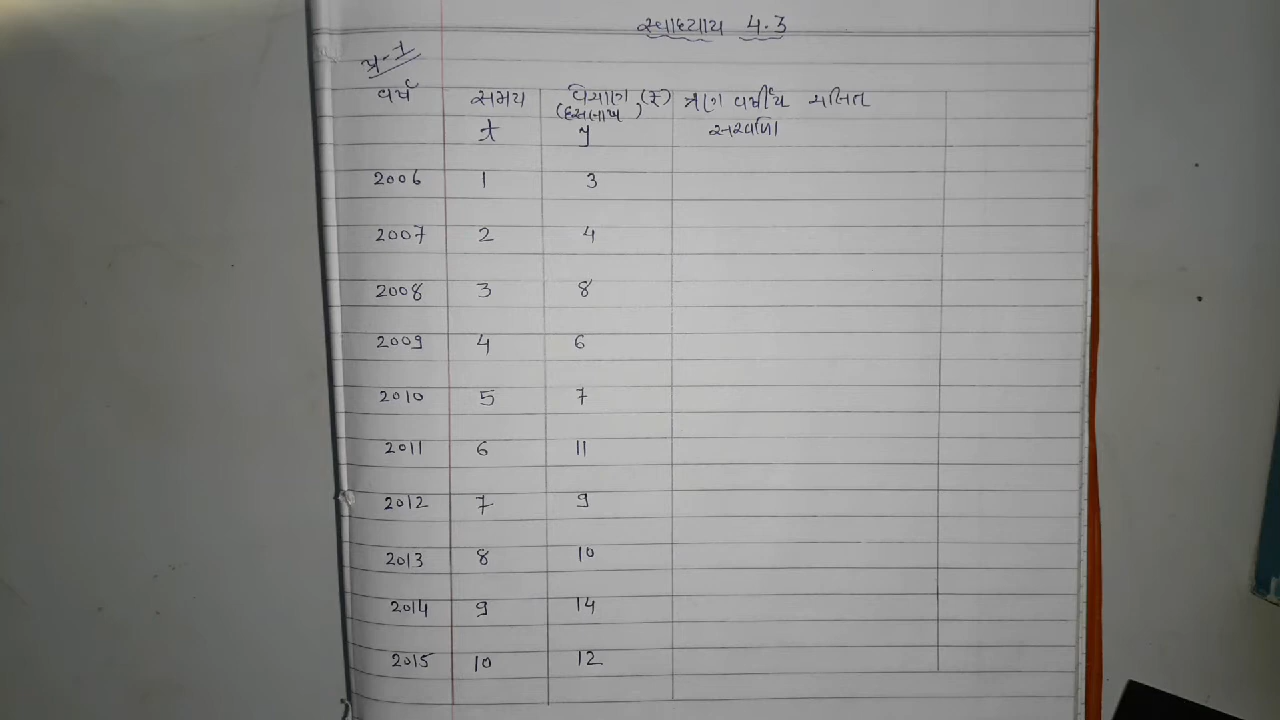 સ્વાધ્યાય 4.3
પ્ર-1
વર્ષ સમય વેચાણ (₹) ત્રણ વર્ષીય ચલિત
(દસલાખ) સરવાળા
t y
2006 1 3
2007 2 4
2008 3 8
2009 4 6
2010 5 7
2011 6 11
2012 7 9
2013 8 10
2014 9 14
2015 10 12